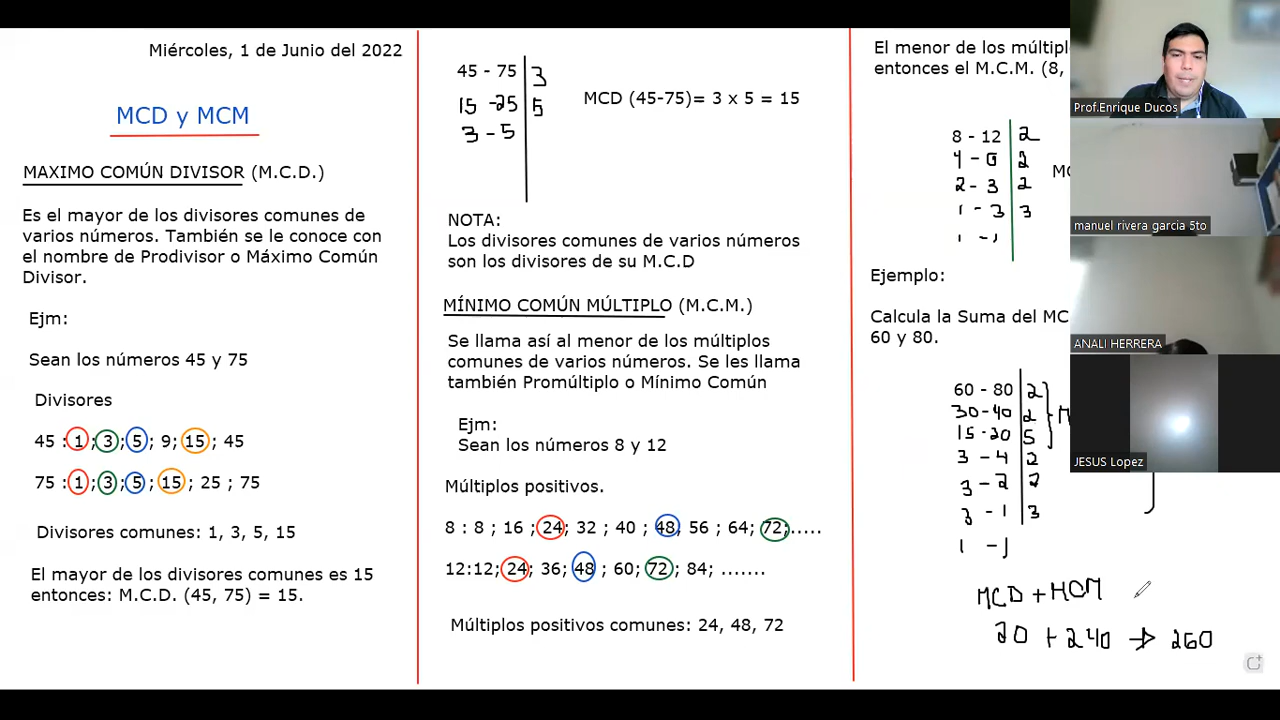 Miércoles, 1 de Junio del 2022
MCD y MCM
MAXIMO COMÚN DIVISOR (M.C.D.)
Es el mayor de los divisores comunes de
varios números. También se le conoce con
el nombre de Prodivisor o Máximo Común
Divisor.
Ejm:
Sean los números 45 y 75
Divisores
45 : 1 ; 3 ; 5 ; 9; 15 ; 45
75 : 1 ; 3 ; 5 ; 15 ; 25 ; 75
Divisores comunes: 1, 3, 5, 15
El mayor de los divisores comunes es 15
entonces: M.C.D. (45, 75) = 15.
45 - 75 3
15 - 25 5
3 - 5
MCD (45-75)= 3 x 5 = 15
NOTA:
Los divisores comunes de varios números
son los divisores de su M.C.D
MÍNIMO COMÚN MÚLTIPLO (M.C.M.)
Se llama así al menor de los múltiplos
comunes de varios números. Se les llama
también Promúltiplo o Mínimo Común
Ejm:
Sean los números 8 y 12
Múltiplos positivos.
8 : 8 ; 16 ; 24; 32 ; 40 ; 48, 56 ; 64; 72;.....
12:12; 24; 36; 48 ; 60; 72 ; 84; .......
Múltiplos positivos comunes: 24, 48, 72
El menor de los múltipl
entonces el M.C.M. (8,
8 - 12 2
4 - 6 2
2 - 3 2
1 - 3 3
1 - 1
MC
Ejemplo:
Calcula la Suma del MC
60 y 80.
60 - 80 2
30 - 40 2
15 - 20 5
3 - 4 2
3 - 2 2
3 - 1 3
1 - 1
M
MCD + MCM
20 + 240 → 260
Prof.Enrique Ducos
manuel rivera garcia 5to
ANALI HERRERA
JESUS Lopez